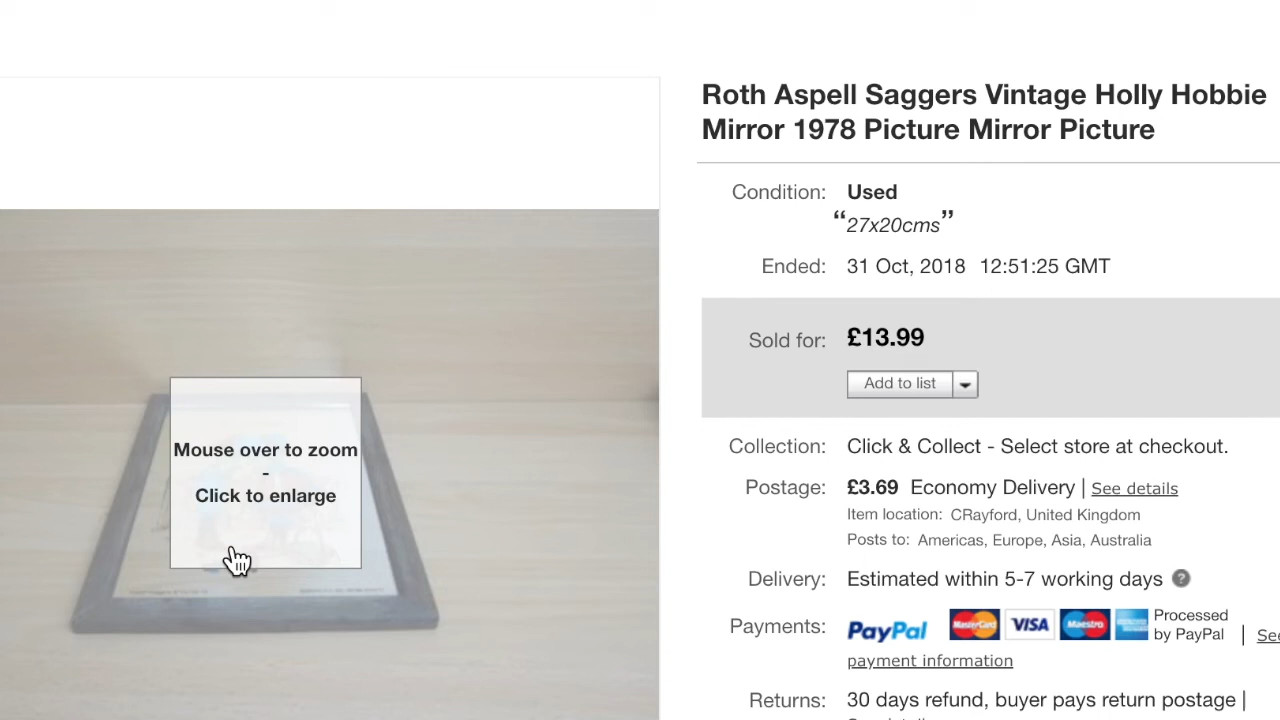 Roth Aspell Saggers Vintage Holly Hobbie
Mirror 1978 Picture Mirror Picture
Condition: Used
“27x20cms”
Ended: 31 Oct, 2018 12:51:25 GMT
Sold for: £13.99
Add to list
Mouse over to zoom
-
Click to enlarge
Collection: Click & Collect - Select store at checkout.
Postage: £3.69 Economy Delivery | See details
Item location: CRayford, United Kingdom
Posts to: Americas, Europe, Asia, Australia
Delivery: Estimated within 5-7 working days ?
Payments: PayPal MasterCard VISA Maestro Processed
by PayPal |
payment information
Returns: 30 days refund, buyer pays return postage |